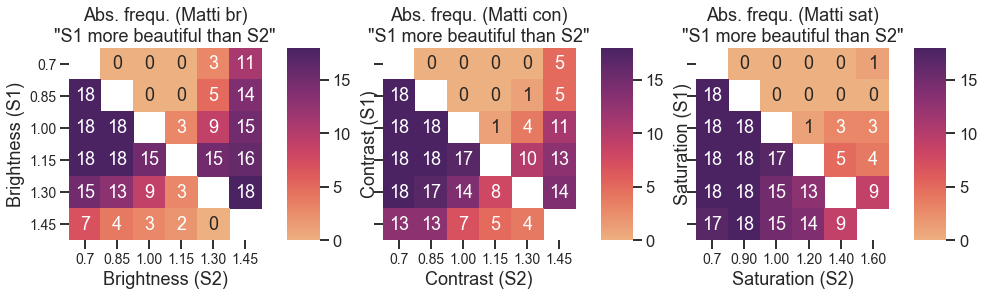 Abs. frequ. (Matti br)
"S1 more beautiful than S2"
Brightness (S1)
0.7 0 0 0 3 11
0.85 18 0 0 5 14
1.00 18 18 3 9 15
1.15 18 18 15 15 16
1.30 15 13 9 3 18
1.45 7 4 3 2 0
0.7 0.85 1.00 1.15 1.30 1.45
Brightness (S2)
15
10
5
0
Abs. frequ. (Matti con)
"S1 more beautiful than S2"
Contrast (S1)
0 0 0 0 5
18 0 0 1 5
18 18 1 4 11
18 18 17 10 13
18 17 14 8 14
13 13 7 5 4
0.7 0.85 1.00 1.15 1.30 1.45
Contrast (S2)
15
10
5
0
Abs. frequ. (Matti sat)
"S1 more beautiful than S2"
Saturation (S1)
0 0 0 0 1
18 0 0 0 0
18 18 1 3 3
18 18 17 5 4
18 18 15 13 9
17 18 15 14 9
0.7 0.90 1.00 1.20 1.40 1.60
Saturation (S2)
15
10
5
0